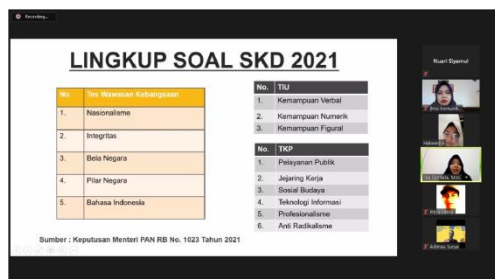 Recording...
LINGKUP SOAL SKD 2021
No. Tes Wawasan Kebangsaan
1. Nasionalisme
2. Integritas
3. Bela Negara
4. Pilar Negara
5. Bahasa Indonesia
No. TIU
1. Kemampuan Verbal
2. Kemampuan Numerik
3. Kemampuan Figural
No. TKP
1. Pelayanan Publik
2. Jejaring Kerja
3. Sosial Budaya
4. Teknologi Informasi
5. Profesionalisme
6. Anti Radikalisme
Sumber : Keputusan Menteri PAN RB No. 1023 Tahun 2021
Nuari Siyamul